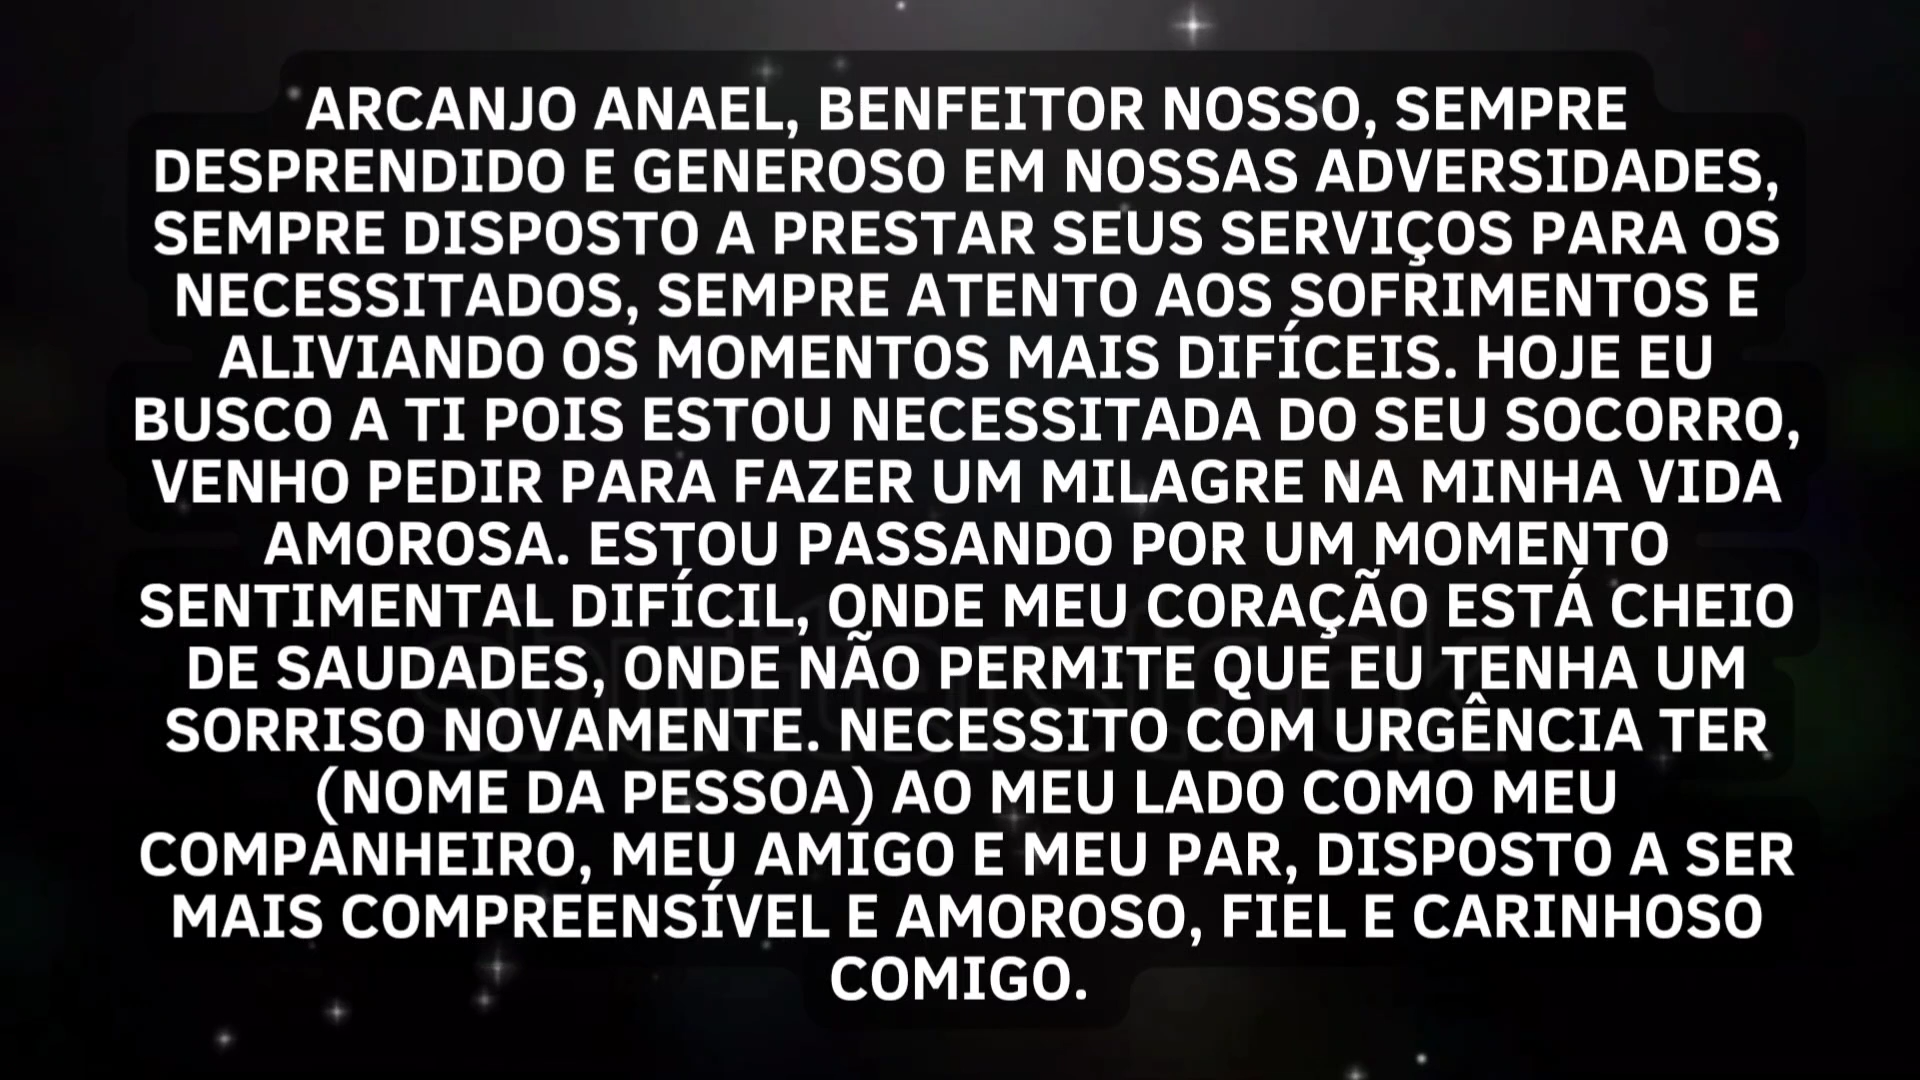 ARCANJO ANAEL, BENFEITOR NOSSO, SEMPRE
DESPRENDIDO E GENEROSO EM NOSSAS ADVERSIDADES,
SEMPRE DISPOSTO A PRESTAR SEUS SERVIÇOS PARA OS
NECESSITADOS, SEMPRE ATENTO AOS SOFRIMENTOS E
ALIVIANDO OS MOMENTOS MAIS DIFÍCEIS. HOJE EU
BUSCO A TI POIS ESTOU NECESSITADA DO SEU SOCORRO,
VENHO PEDIR PARA FAZER UM MILAGRE NA MINHA VIDA
AMOROSA. ESTOU PASSANDO POR UM MOMENTO
SENTIMENTAL DIFÍCIL, ONDE MEU CORAÇÃO ESTÁ CHEIO
DE SAUDADES, ONDE NÃO PERMITE QUE EU TENHA UM
SORRISO NOVAMENTE. NECESSITO COM URGÊNCIA TER
(NOME DA PESSOA) AO MEU LADO COMO MEU
COMPANHEIRO, MEU AMIGO E MEU PAR, DISPOSTO A SER
MAIS COMPREENSÍVEL E AMOROSO, FIEL E CARINHOSO
COMIGO.